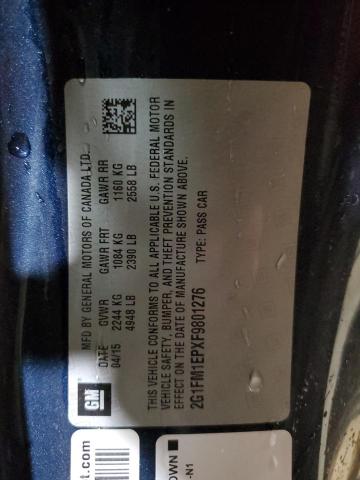 GM
MFD BY GENERAL MOTORS OF CANADA LTD.
DATE GVWR GAWR FRT GAWR RR
04/15 2244 KG 1084 KG 1160 KG
4948 LB 2390 LB 2558 LB
THIS VEHICLE CONFORMS TO ALL APPLICABLE U.S. FEDERAL MOTOR
VEHICLE SAFETY, BUMPER, AND THEFT PREVENTION STANDARDS IN
EFFECT ON THE DATE OF MANUFACTURE SHOWN ABOVE.
2G1FM1EPXF9801276 TYPE: PASS CAR
t.com
OWN
-N1